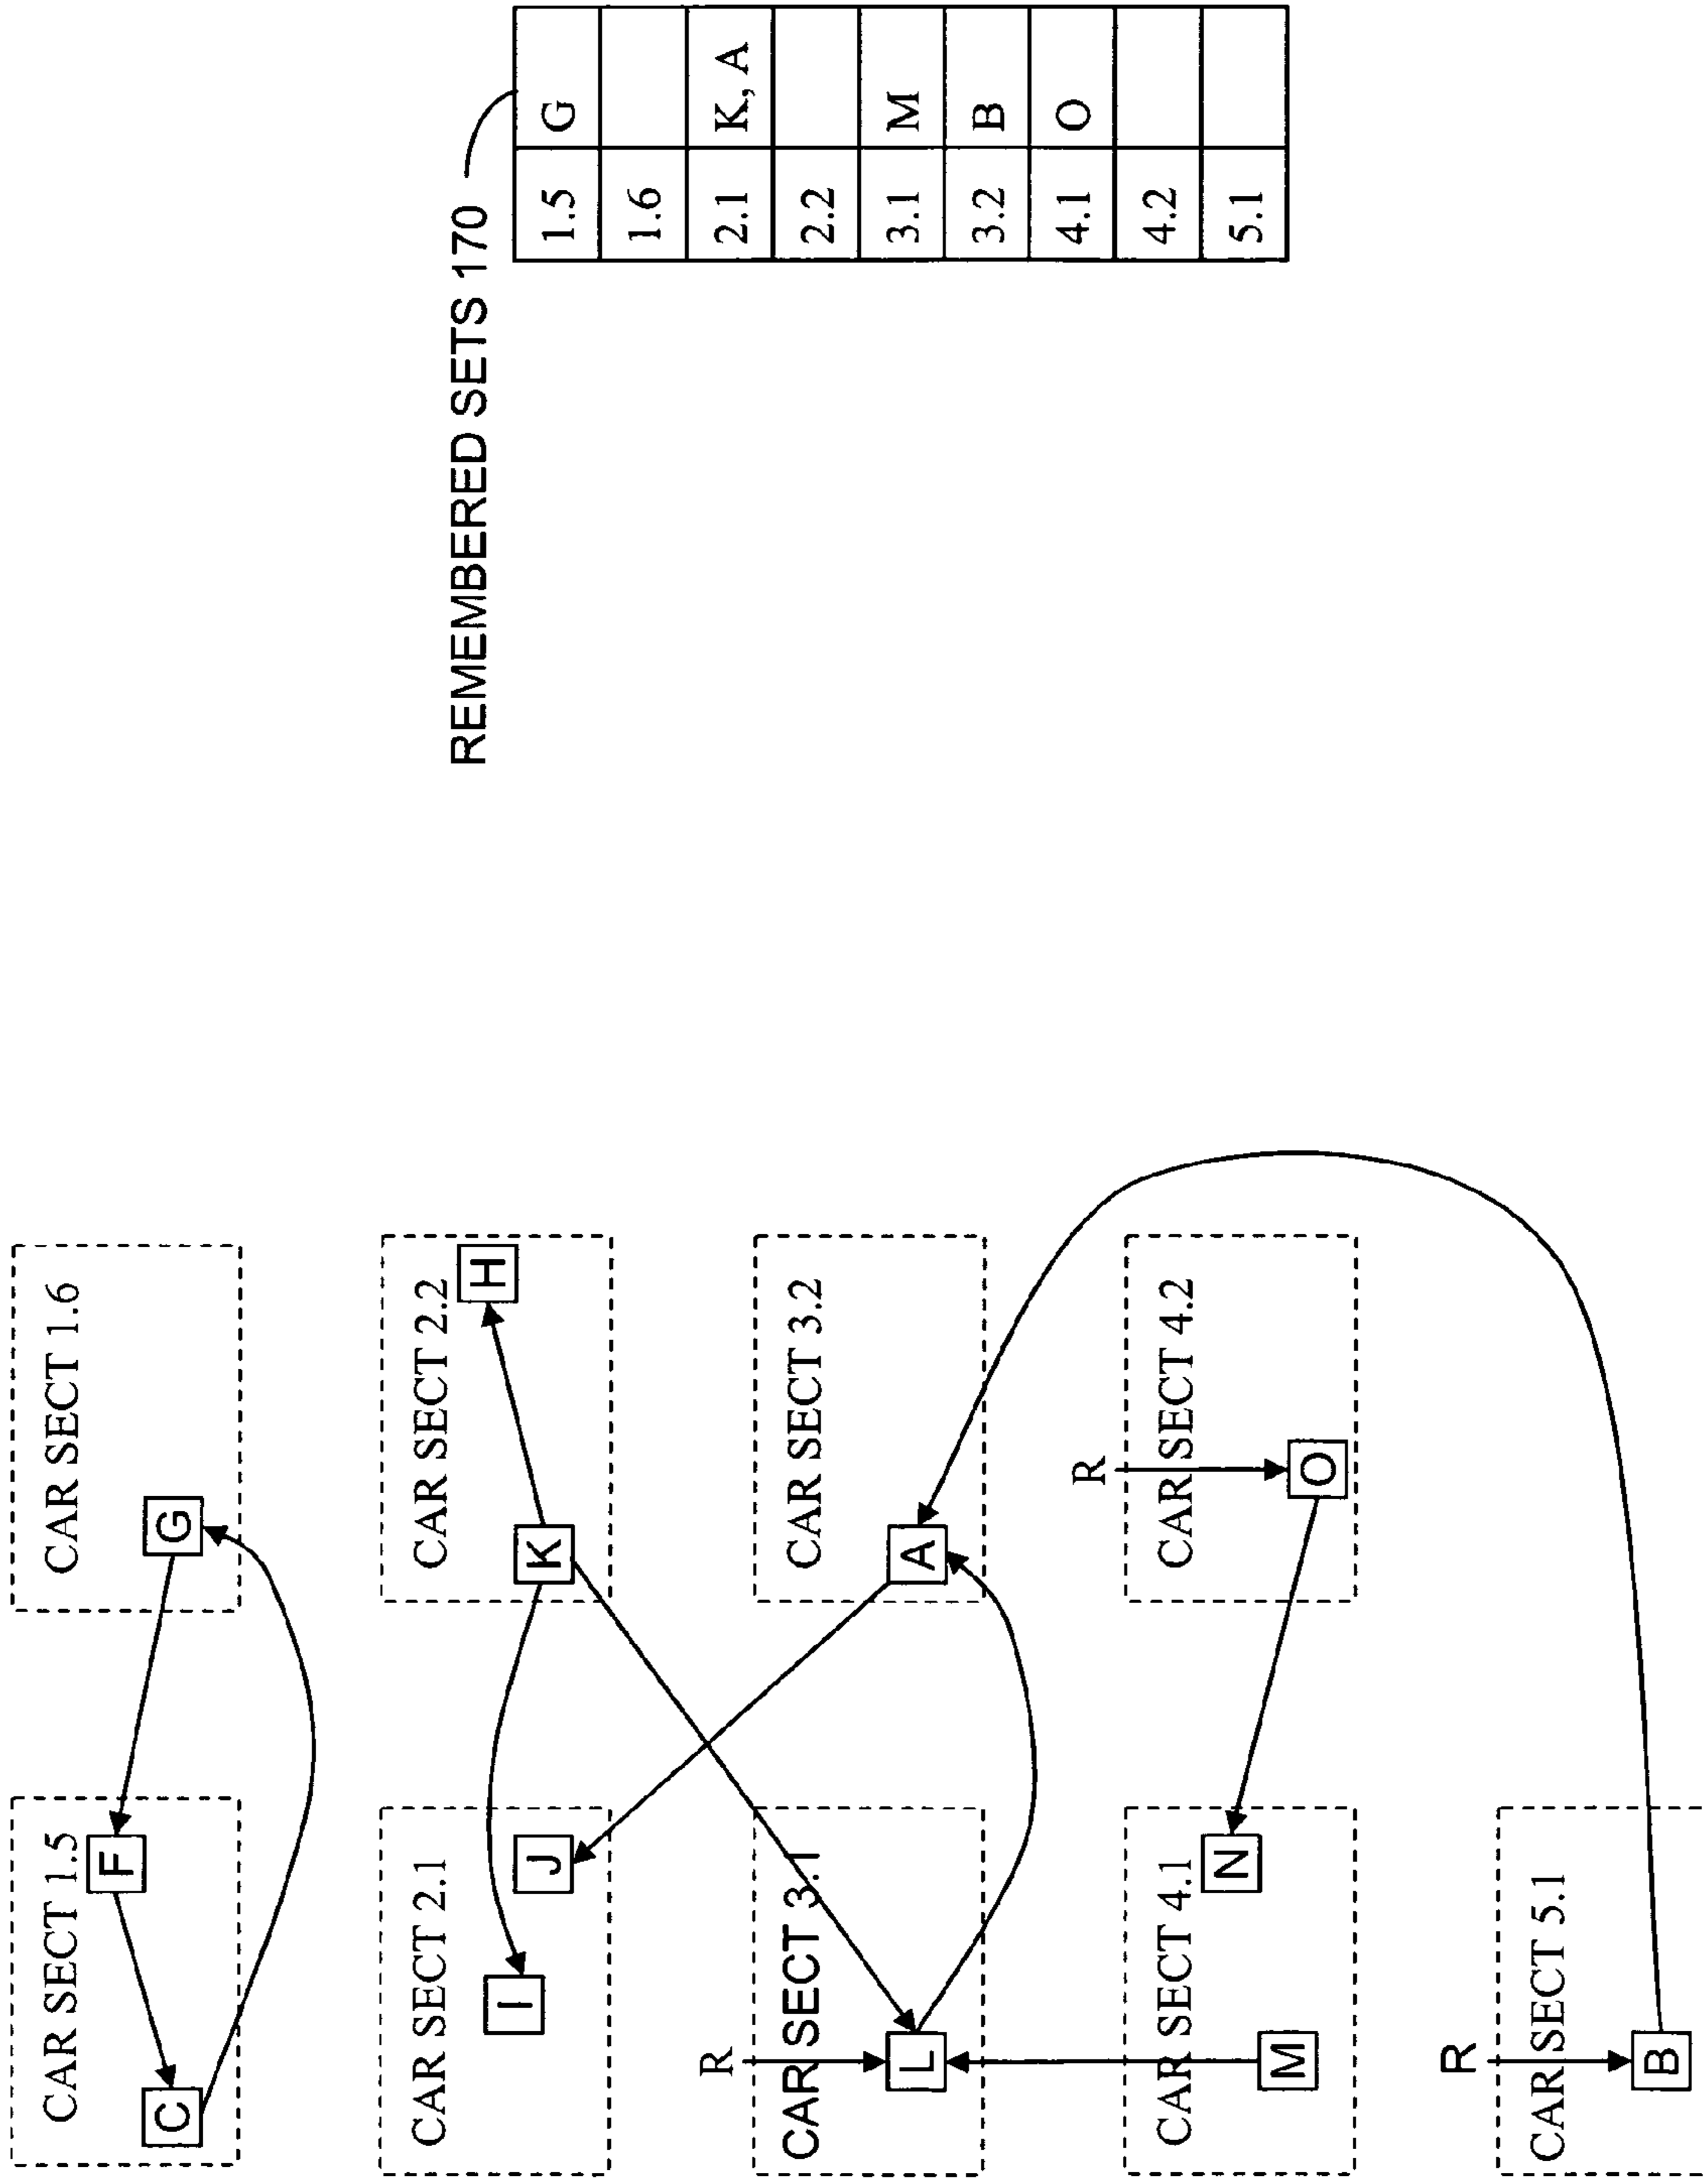 CAR SECT 1.5
F
C
CAR SECT 1.6
G
CAR SECT 2.1
I
J
CAR SECT 2.2
K
H
R
CAR SECT 3.1
L
CAR SECT 3.2
A
CAR SECT 4.1
M
N
R
CAR SECT 4.2
O
R
CAR SECT 5.1
B
REMEMBERED SETS 170
1.5 G
1.6
2.1 K, A
2.2
3.1 M
3.2 B
4.1 O
4.2
5.1